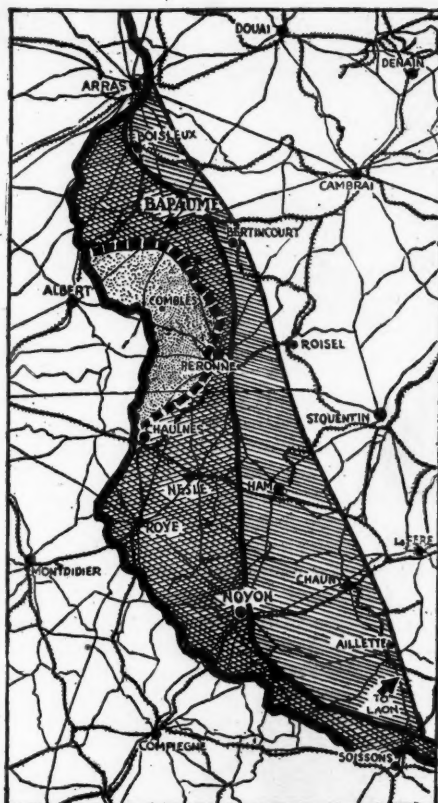 DOUAI
DENAIN
ARRAS
BOISLEUX
CAMBRAI
BAPAUME
BERTINCOURT
ALBERT
COMBLES
ROISEL
PERONNE
ST QUENTIN
CHAULNES
NESLE
HAM
ROYE
LA FERE
MONTDIDIER
CHAUNY
NOYON
AILLETTE
TO
LAON
COMPIEGNE
SOISSONS